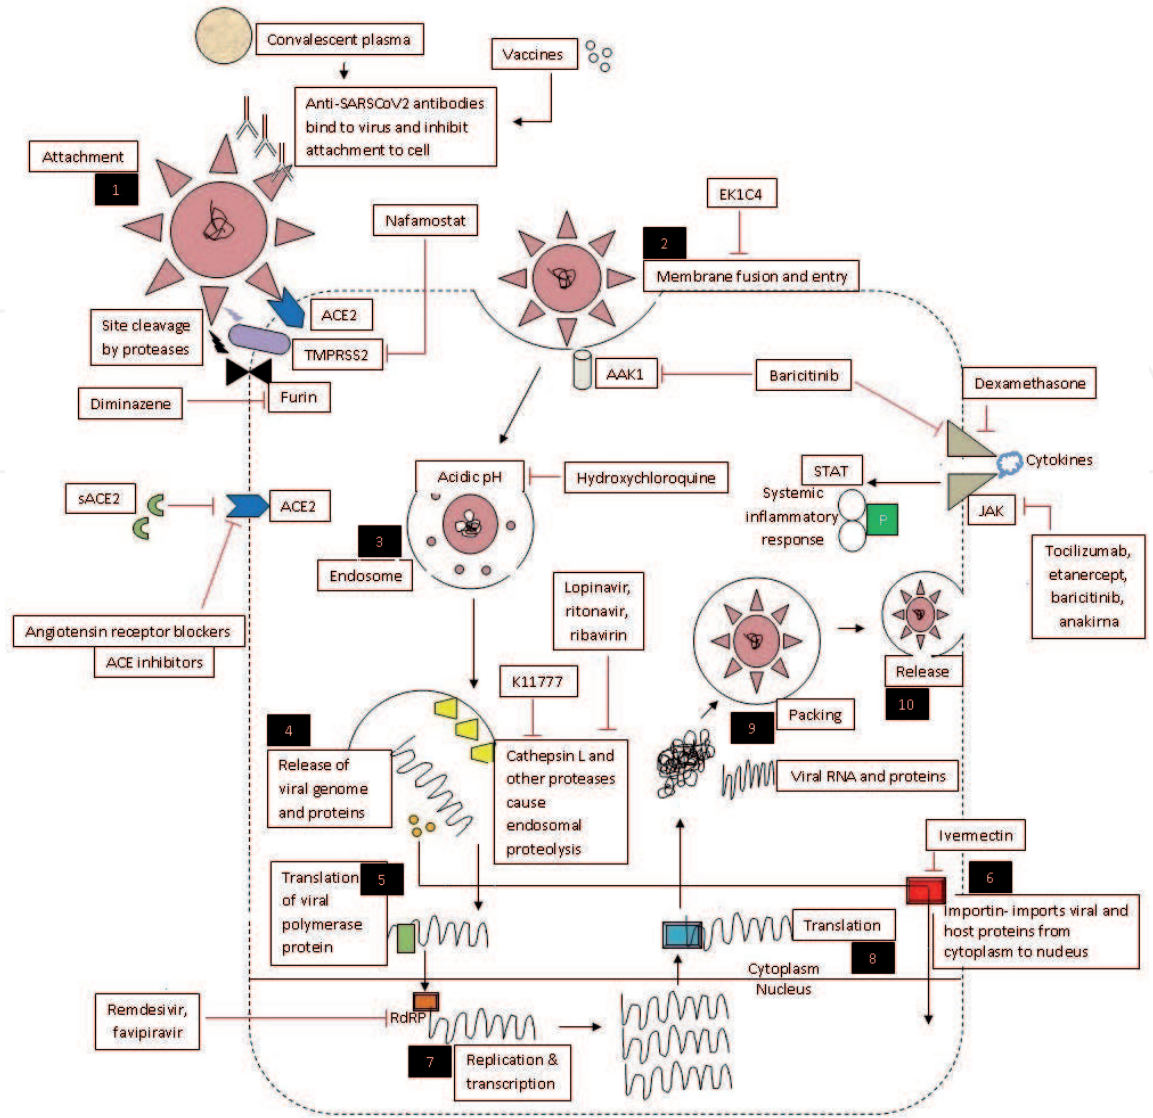 Convalescent plasma
Vaccines
Anti-SARSCoV2 antibodies
bind to virus and inhibit
attachment to cell
Attachment
1
Nafamostat
EK1C4
2
Membrane fusion and entry
ACE2
Site cleavage
by proteases
TMPRSS2
AAK1
Baricitinib
Dexamethasone
Diminazene
Furin
Cytokines
STAT
Acidic pH
Hydroxychloroquine
Systemic
inflammatory
response
P
JAK
sACE2
ACE2
3
Endosome
Tocilizumab,
etanercept,
baricitinib,
anakirna
Lopinavir,
ritonavir,
ribavirin
Angiotensin receptor blockers
ACE inhibitors
K11777
Release
10
Packing
9
4
Release of
viral genome
and proteins
Cathepsin L and
other proteases
cause
endosomal
proteolysis
Viral RNA and proteins
Ivermectin
5
Translation
of viral
polymerase
protein
6
Importin- imports viral and
host proteins from
cytoplasm to nudeus
Translation
8
Cytoplasm
Nucleus
Remdesivir,
favipiravir
RdRP
7
Replication &
transcription